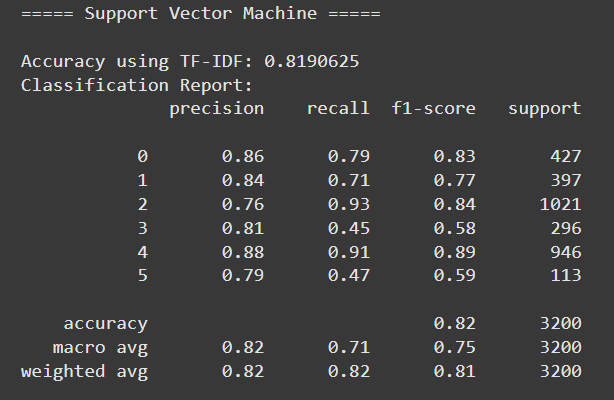 ===== Support Vector Machine =====
Accuracy using TF-IDF: 0.8190625
Classification Report:
precision recall f1-score support
0 0.86 0.79 0.83 427
1 0.84 0.71 0.77 397
2 0.76 0.93 0.84 1021
3 0.81 0.45 0.58 296
4 0.88 0.91 0.89 946
5 0.79 0.47 0.59 113
accuracy 0.82 3200
macro avg 0.82 0.71 0.75 3200
weighted avg 0.82 0.82 0.81 3200